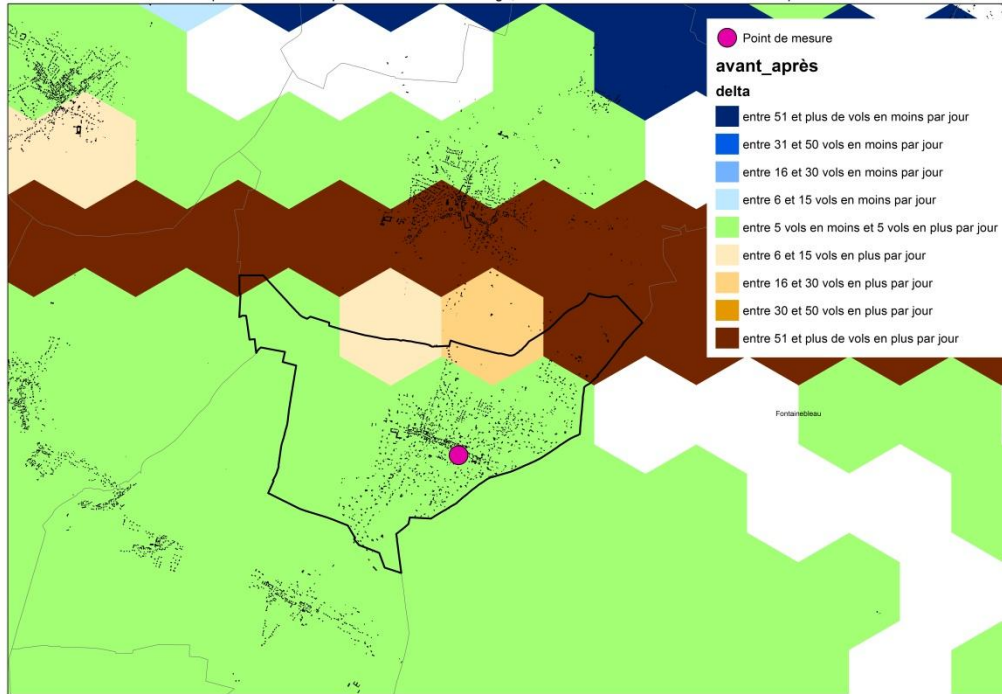 Point de mesure
avant_après
delta
entre 51 et plus de vols en moins par jour
entre 31 et 50 vols en moins par jour
entre 16 et 30 vols en moins par jour
entre 6 et 15 vols en moins par jour
entre 5 vols en moins et 5 vols en plus par jour
entre 6 et 15 vols en plus par jour
entre 16 et 30 vols en plus par jour
entre 30 et 50 vols en plus par jour
entre 51 et plus de vols en plus par jour
Fontainebleau